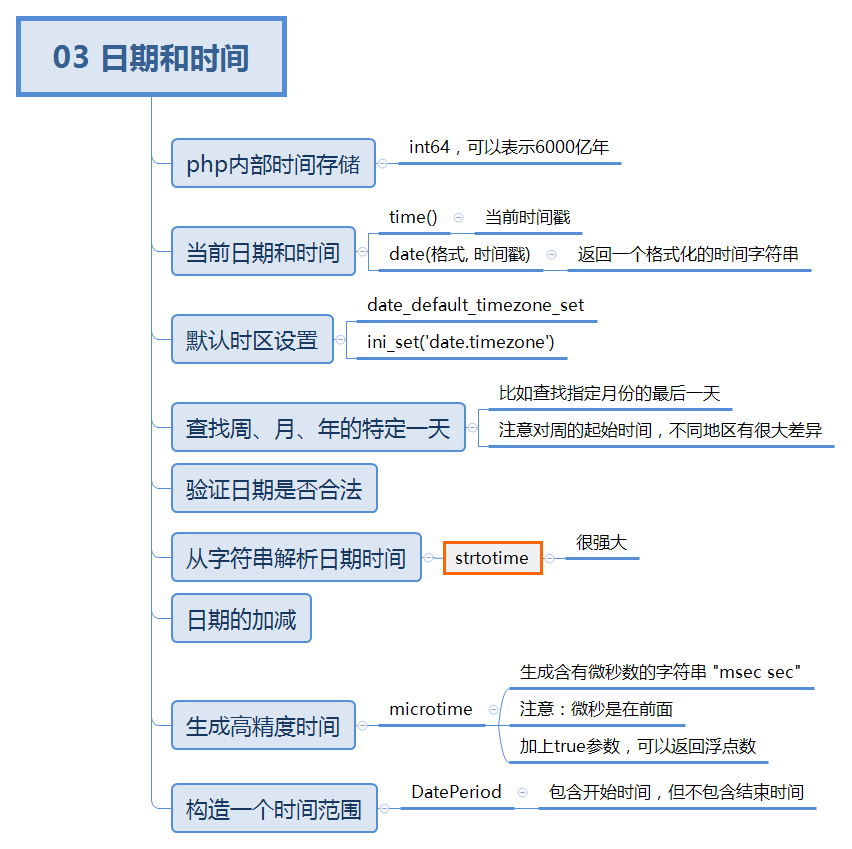 03 日期和时间
php内部时间存储
int64，可以表示6000亿年
当前日期和时间
time()
当前时间戳
date(格式, 时间戳)
返回一个格式化的时间字符串
默认时区设置
date_default_timezone_set
ini_set('date.timezone')
查找周、月、年的特定一天
比如查找指定月份的最后一天
注意对周的起始时间，不同地区有很大差异
验证日期是否合法
从字符串解析日期时间
strtotime
很强大
日期的加减
生成高精度时间
microtime
生成含有微秒数的字符串 "msec sec"
注意：微秒是在前面
加上true参数，可以返回浮点数
构造一个时间范围
DatePeriod
包含开始时间，但不包含结束时间